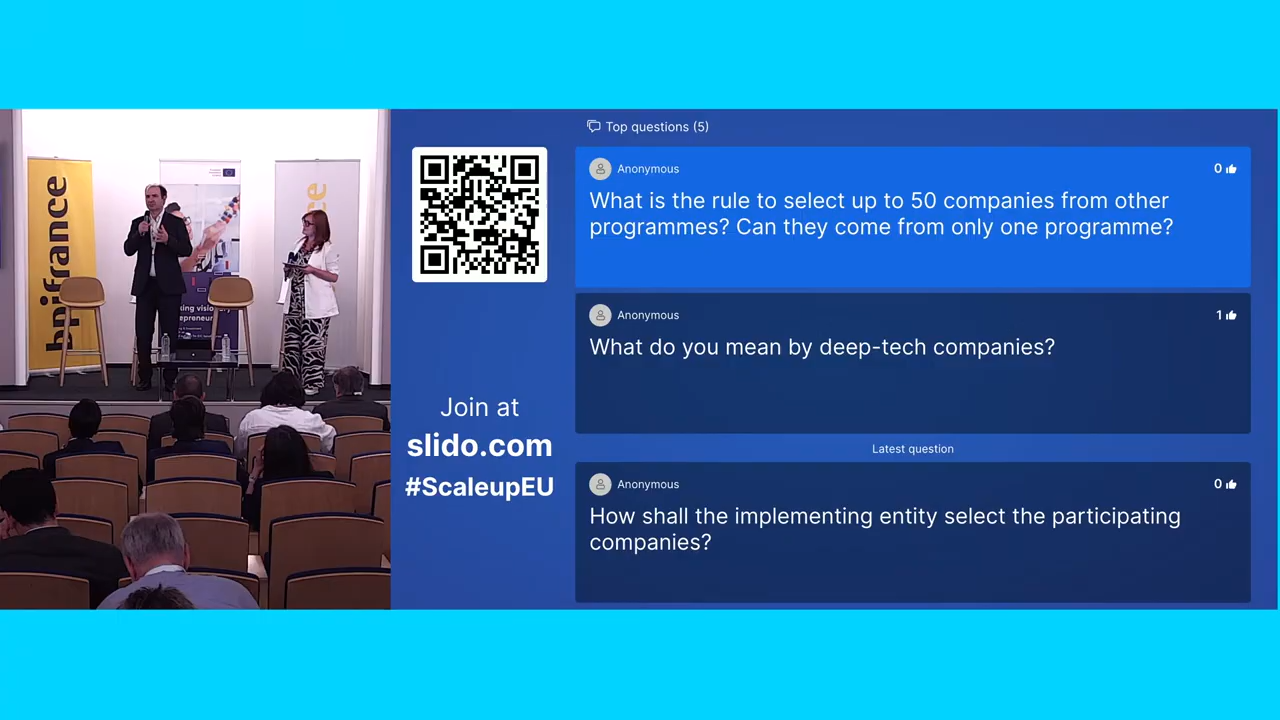 Top questions (5)
Anonymous
0
What is the rule to select up to 50 companies from other
programmes? Can they come from only one programme?
Anonymous
1
What do you mean by deep-tech companies?
Latest question
Anonymous
0
How shall the implementing entity select the participating
companies?
Join at
slido.com
#ScaleupEU
bpifrance